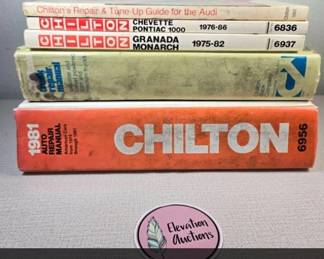 Chilton's Repair & Tune-Up Guide for the Audi
CHILTON CHEVETTE PONTIAC 1000 1976-86 6836
CHILTON GRANADA MONARCH 1975-82 6937
1981 AUTO REPAIR MANUAL
CHILTON
6956
Elevation Auctions